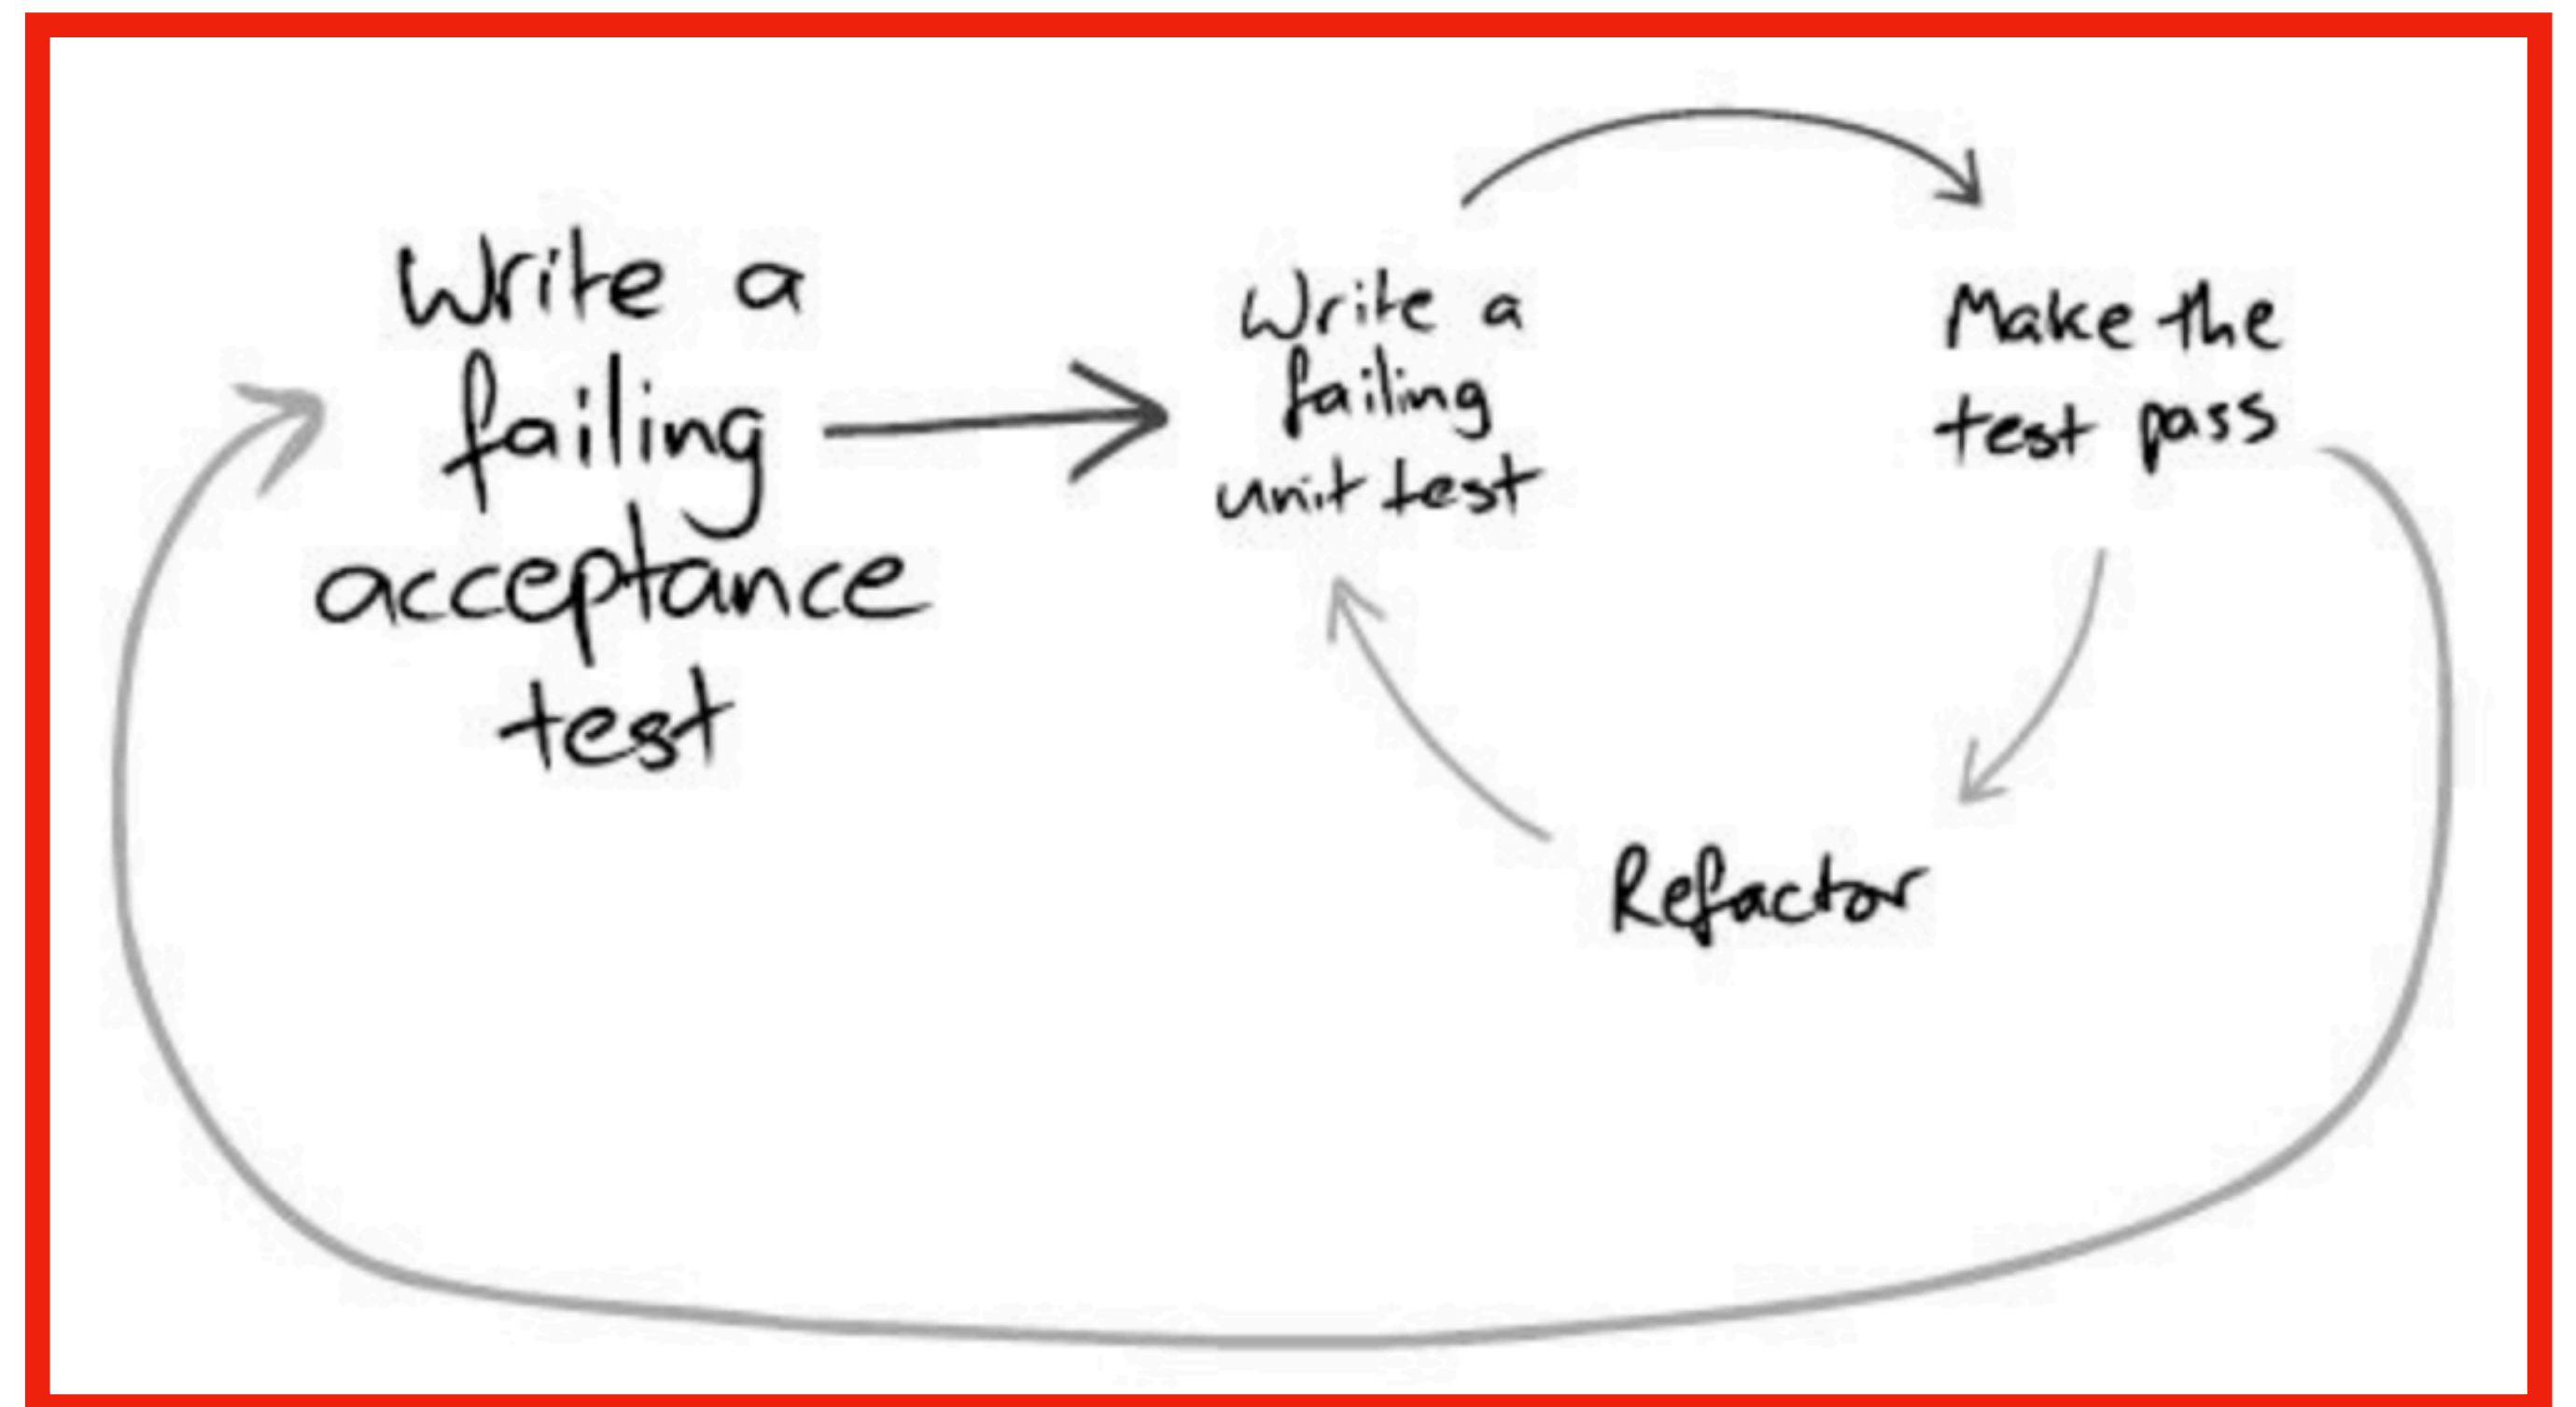 Write a
failing
acceptance
test
Write a
failing
unit test
Make the
test pass
Refactor